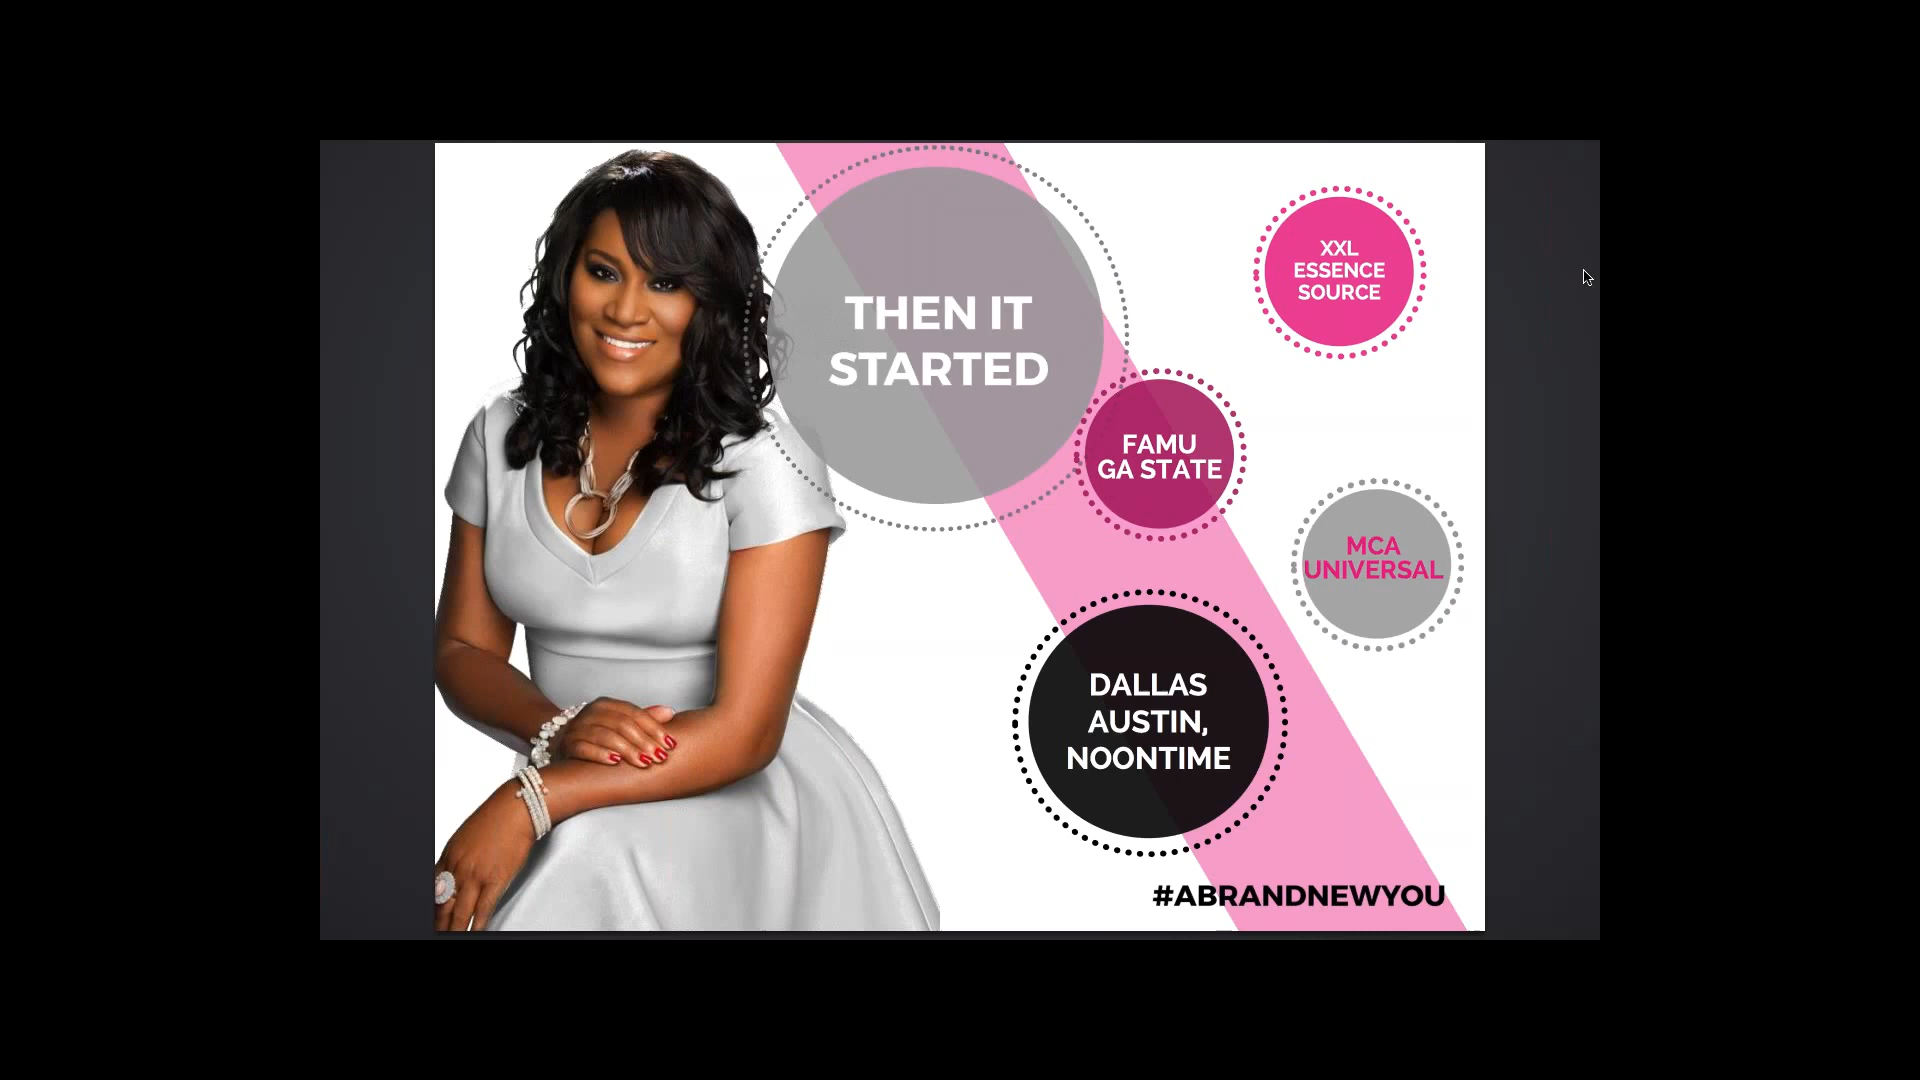 THEN IT
STARTED
XXL
ESSENCE
SOURCE
FAMU
GA STATE
MCA
UNIVERSAL
DALLAS
AUSTIN,
NOONTIME
#ABRANDNEWYOU